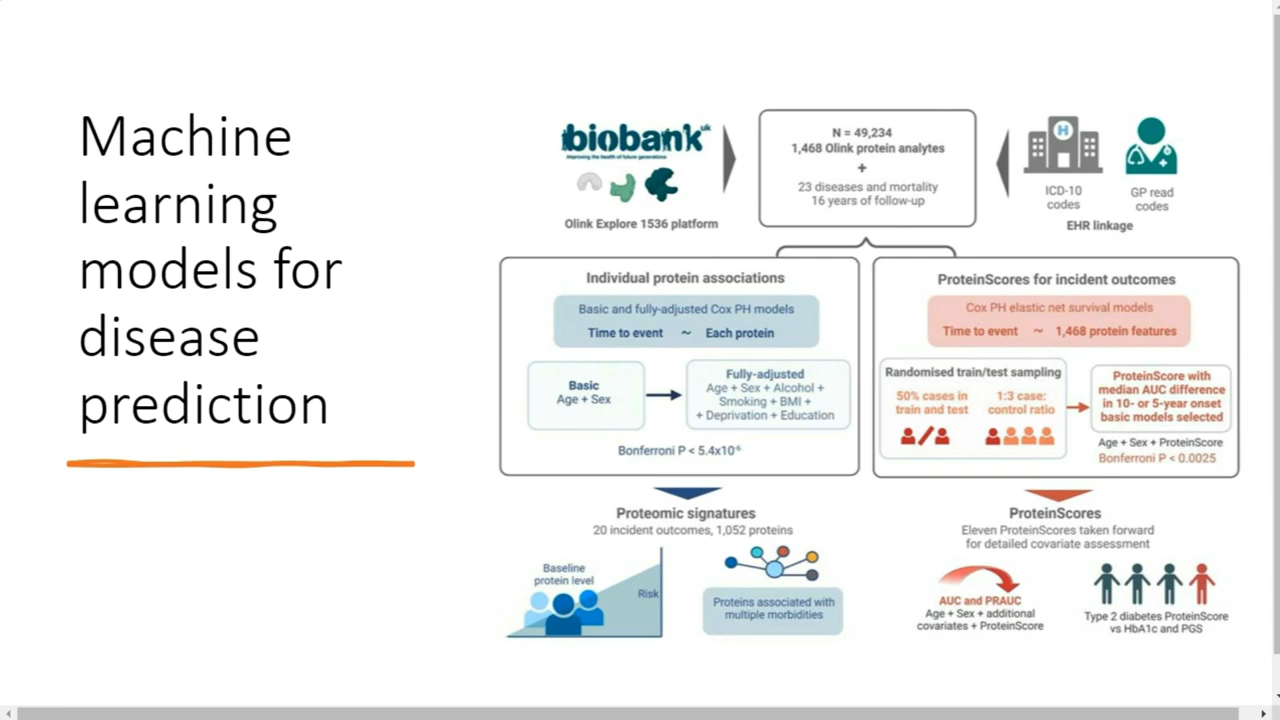 Machine
learning
models for
disease
prediction
biobank uk
Improving the health of future generations
Olink Explore 1536 platform
N = 49,234
1,468 Olink protein analytes
+
23 diseases and mortality
16 years of follow-up
H
ICD-10
codes
GP read
codes
EHR linkage
Individual protein associations
Basic and fully-adjusted Cox PH models
Time to event ~ Each protein
Basic
Age + Sex
Fully-adjusted
Age + Sex + Alcohol +
Smoking + BMI +
+ Deprivation + Education
Bonferroni P < 5.4x10⁻⁶
ProteinScores for incident outcomes
Cox PH elastic net survival models
Time to event ~ 1,468 protein features
Randomised train/test sampling
50% cases in
train and test
1:3 case:
control ratio
ProteinScore with
median AUC difference
in 10- or 5-year onset
basic models selected
Age + Sex + ProteinScore
Bonferroni P < 0.0025
Proteomic signatures
20 incident outcomes, 1,052 proteins
Baseline
protein level
Risk
Proteins associated with
multiple morbidities
ProteinScores
Eleven ProteinScores taken forward
for detailed covariate assessment
AUC and PRAUC
Age + Sex + additional
covariates + ProteinScore
Type 2 diabetes ProteinScore
vs HbA1c and PGS